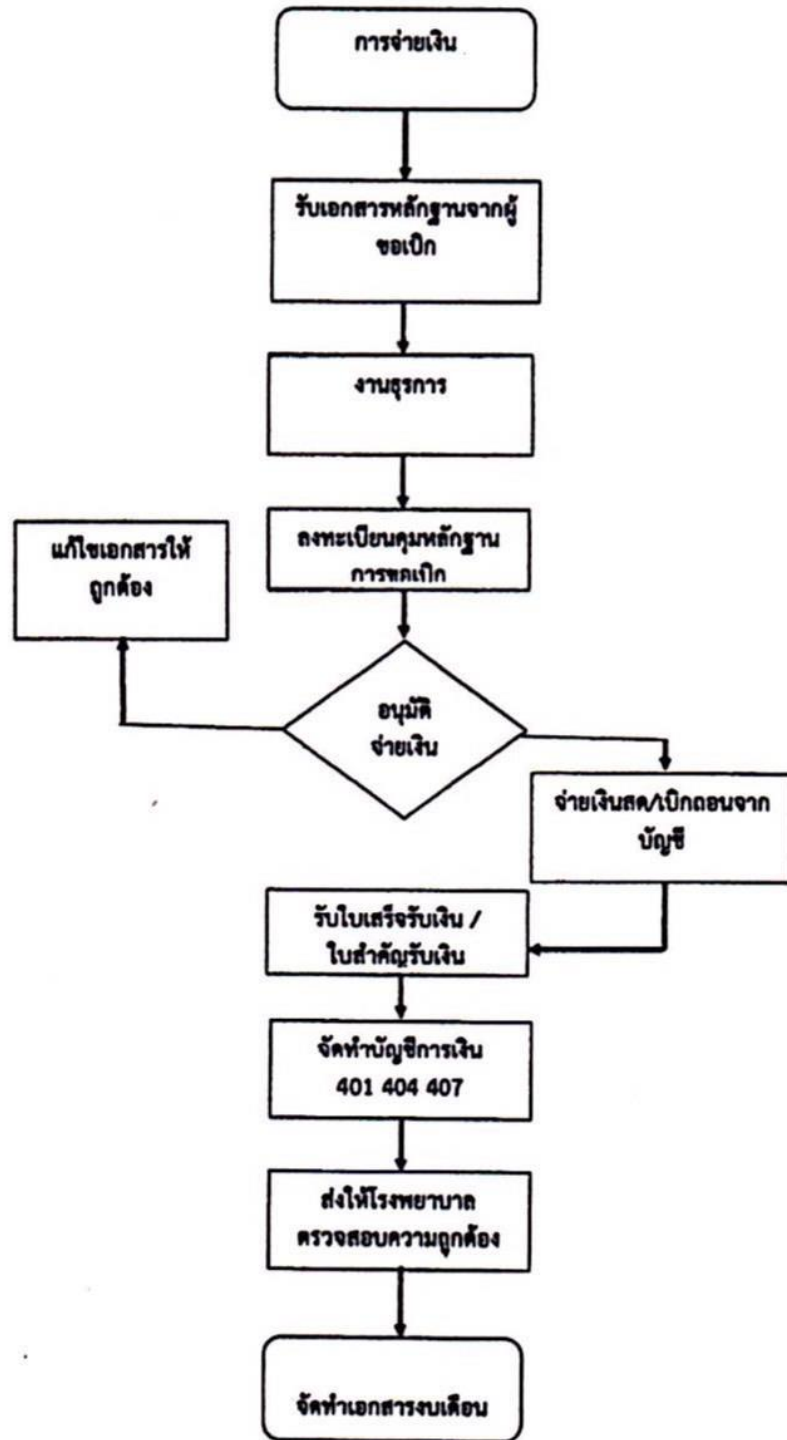 การจ่ายเงิน
รับเอกสารหลักฐานจากผู้
ขอเบิก
งานธุรการ
ลงทะเบียนคุมหลักฐาน
การขอเบิก
แก้ไขเอกสารให้
ถูกต้อง
อนุมัติ
จ่ายเงิน
จ่ายเงินสด/เบิกถอนจาก
บัญชี
รับใบเสร็จรับเงิน /
ใบสำคัญรับเงิน
จัดทำบัญชีการเงิน
401 404 407
ส่งให้โรงพยาบาล
ตรวจสอบความถูกต้อง
จัดทำเอกสารงบเดือน